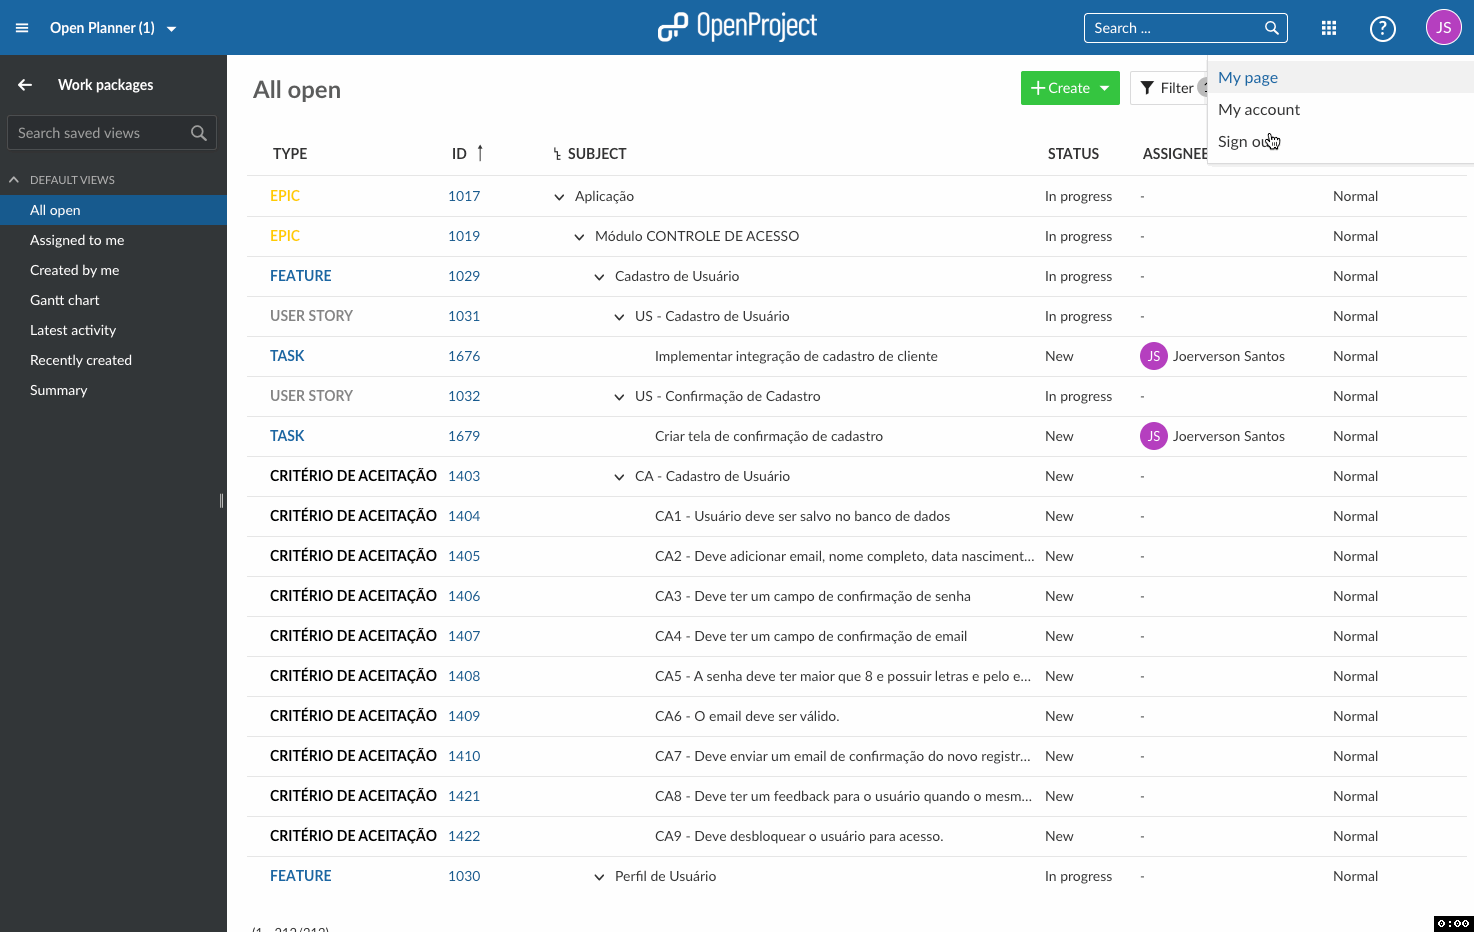 Open Planner (1)
OpenProject
Search ...
?
JS
My page
My account
Sign out
Work packages
Search saved views
DEFAULT VIEWS
All open
Assigned to me
Created by me
Gantt chart
Latest activity
Recently created
Summary
All open
+ Create
Filter
TYPE ID SUBJECT STATUS ASSIGNEE
EPIC 1017 Aplicação In progress - Normal
EPIC 1019 Módulo CONTROLE DE ACESSO In progress - Normal
FEATURE 1029 Cadastro de Usuário In progress - Normal
USER STORY 1031 US - Cadastro de Usuário In progress - Normal
TASK 1676 Implementar integração de cadastro de cliente New JS Joerverson Santos Normal
USER STORY 1032 US - Confirmação de Cadastro In progress - Normal
TASK 1679 Criar tela de confirmação de cadastro New JS Joerverson Santos Normal
CRITÉRIO DE ACEITAÇÃO 1403 CA - Cadastro de Usuário New - Normal
CRITÉRIO DE ACEITAÇÃO 1404 CA1 - Usuário deve ser salvo no banco de dados New - Normal
CRITÉRIO DE ACEITAÇÃO 1405 CA2 - Deve adicionar email, nome completo, data nasciment... New - Normal
CRITÉRIO DE ACEITAÇÃO 1406 CA3 - Deve ter um campo de confirmação de senha New - Normal
CRITÉRIO DE ACEITAÇÃO 1407 CA4 - Deve ter um campo de confirmação de email New - Normal
CRITÉRIO DE ACEITAÇÃO 1408 CA5 - A senha deve ter maior que 8 e possuir letras e pelo e... New - Normal
CRITÉRIO DE ACEITAÇÃO 1409 CA6 - O email deve ser válido. New - Normal
CRITÉRIO DE ACEITAÇÃO 1410 CA7 - Deve enviar um email de confirmação do novo registr... New - Normal
CRITÉRIO DE ACEITAÇÃO 1421 CA8 - Deve ter um feedback para o usuário quando o mesm... New - Normal
CRITÉRIO DE ACEITAÇÃO 1422 CA9 - Deve desbloquear o usuário para acesso. New - Normal
FEATURE 1030 Perfil de Usuário In progress - Normal
0:00